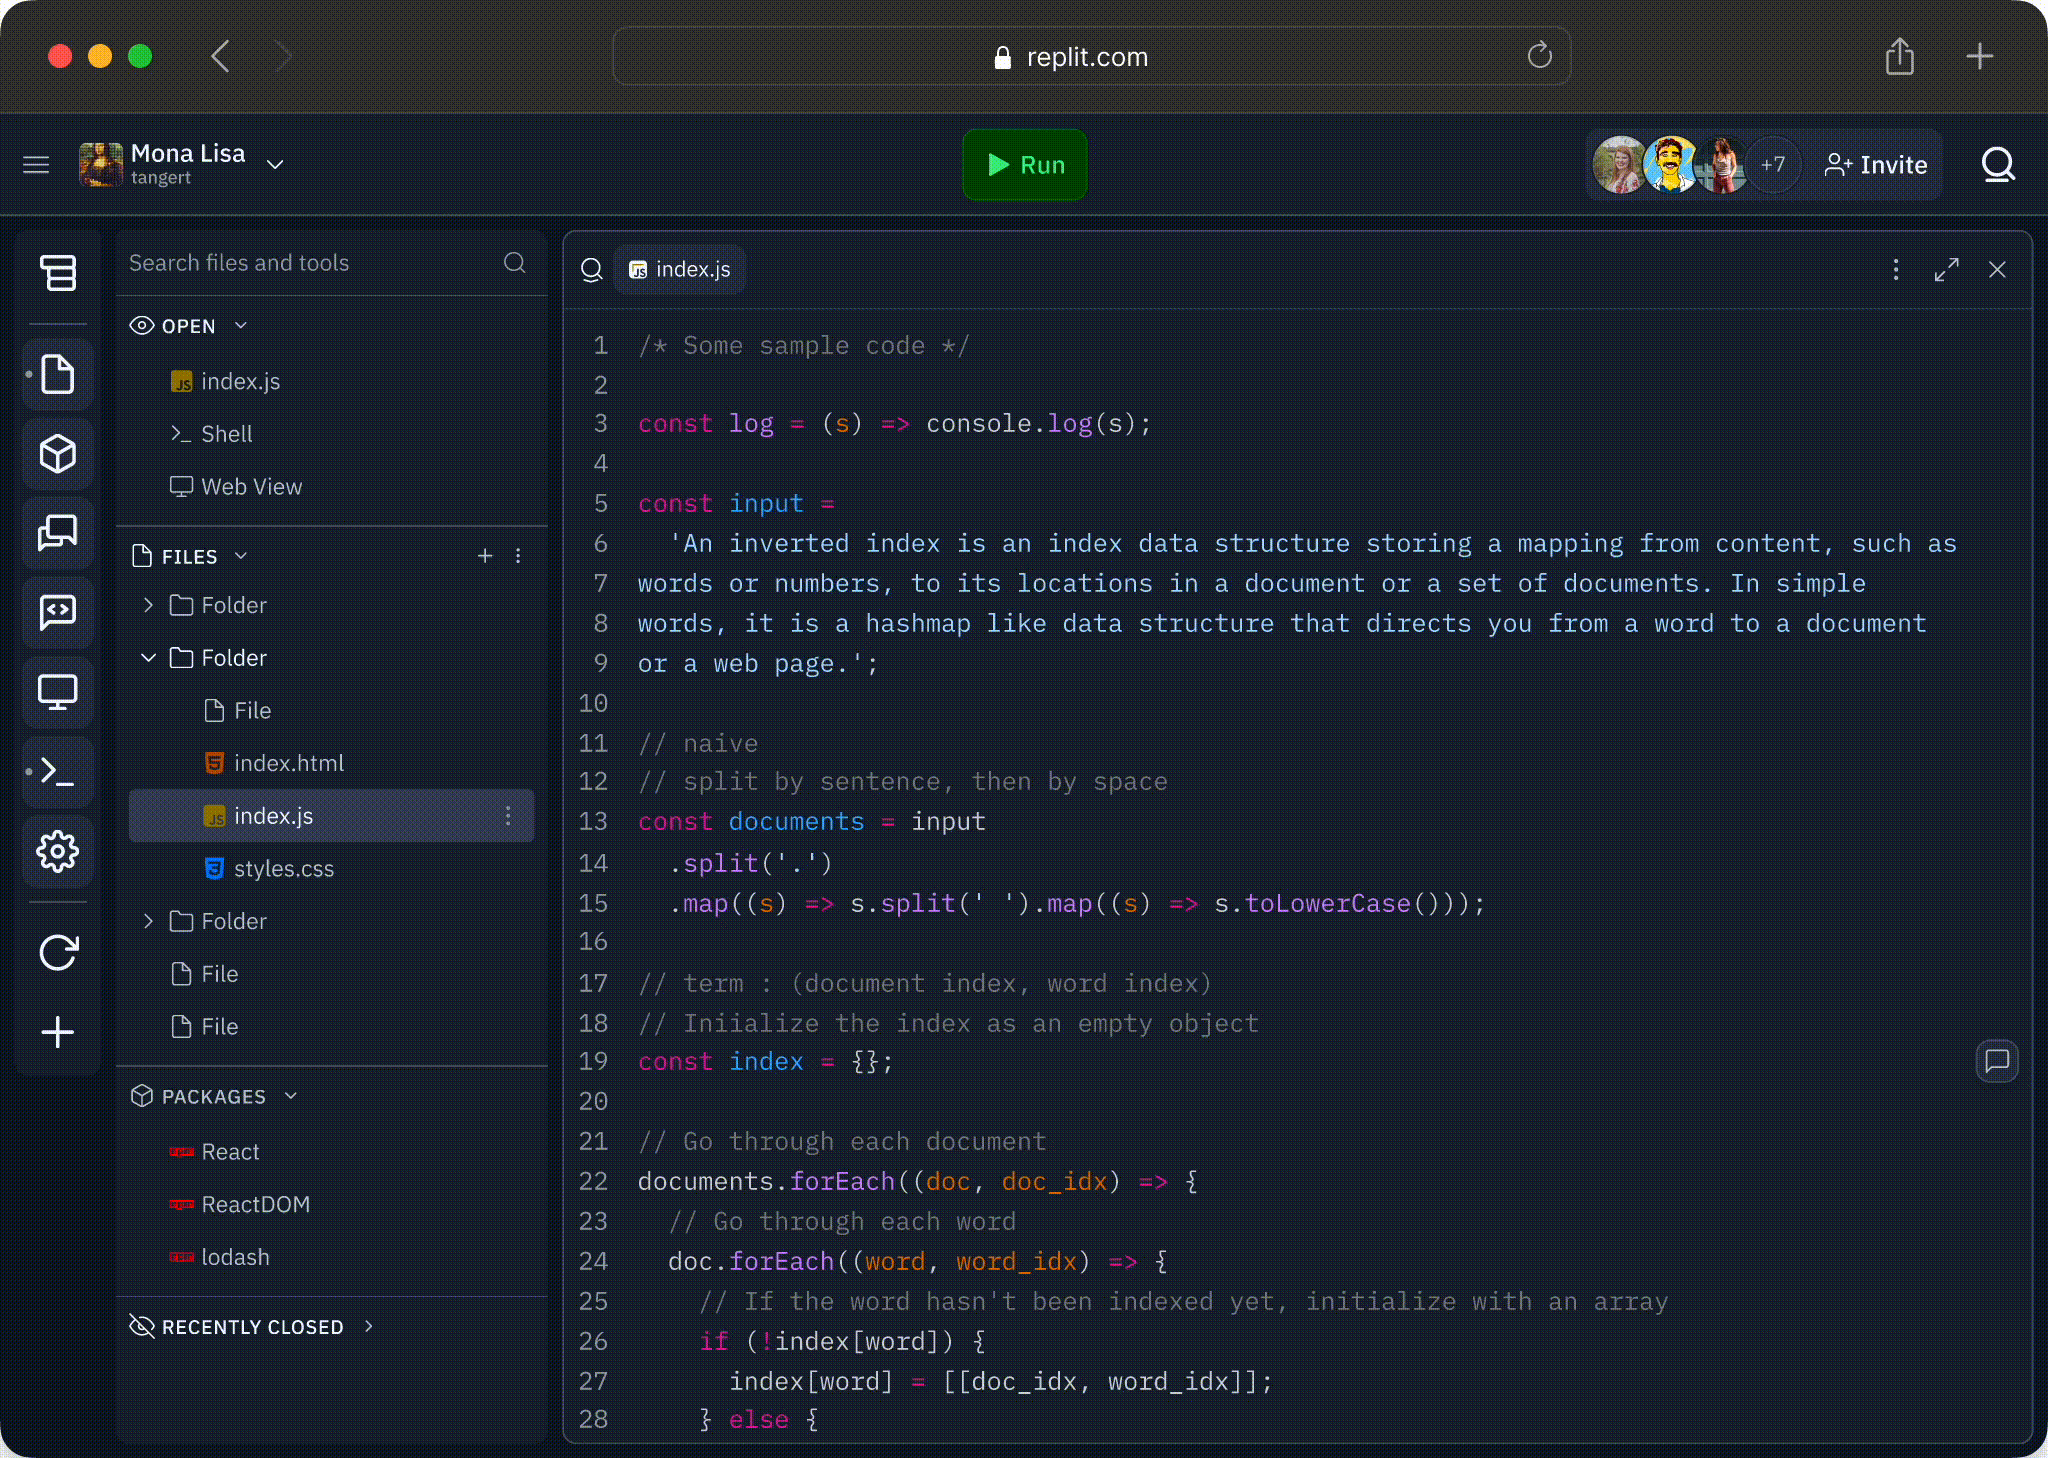 replit.com
Mona Lisa
tangert
Run
+7
Invite
Search files and tools
OPEN
index.js
Shell
Web View
FILES
Folder
Folder
File
index.html
index.js
styles.css
Folder
File
File
PACKAGES
React
ReactDOM
lodash
RECENTLY CLOSED
index.js
1 /* Some sample code */
2
3 const log = (s) => console.log(s);
4
5 const input =
6 'An inverted index is an index data structure storing a mapping from content, such as
7 words or numbers, to its locations in a document or a set of documents. In simple
8 words, it is a hashmap like data structure that directs you from a word to a document
9 or a web page.';
10
11 // naive
12 // split by sentence, then by space
13 const documents = input
14 .split('.')
15 .map((s) => s.split(' ').map((s) => s.toLowerCase()));
16
17 // term : (document index, word index)
18 // Iniialize the index as an empty object
19 const index = {};
20
21 // Go through each document
22 documents.forEach((doc, doc_idx) => {
23 // Go through each word
24 doc.forEach((word, word_idx) => {
25 // If the word hasn't been indexed yet, initialize with an array
26 if (!index[word]) {
27 index[word] = [[doc_idx, word_idx]];
28 } else {